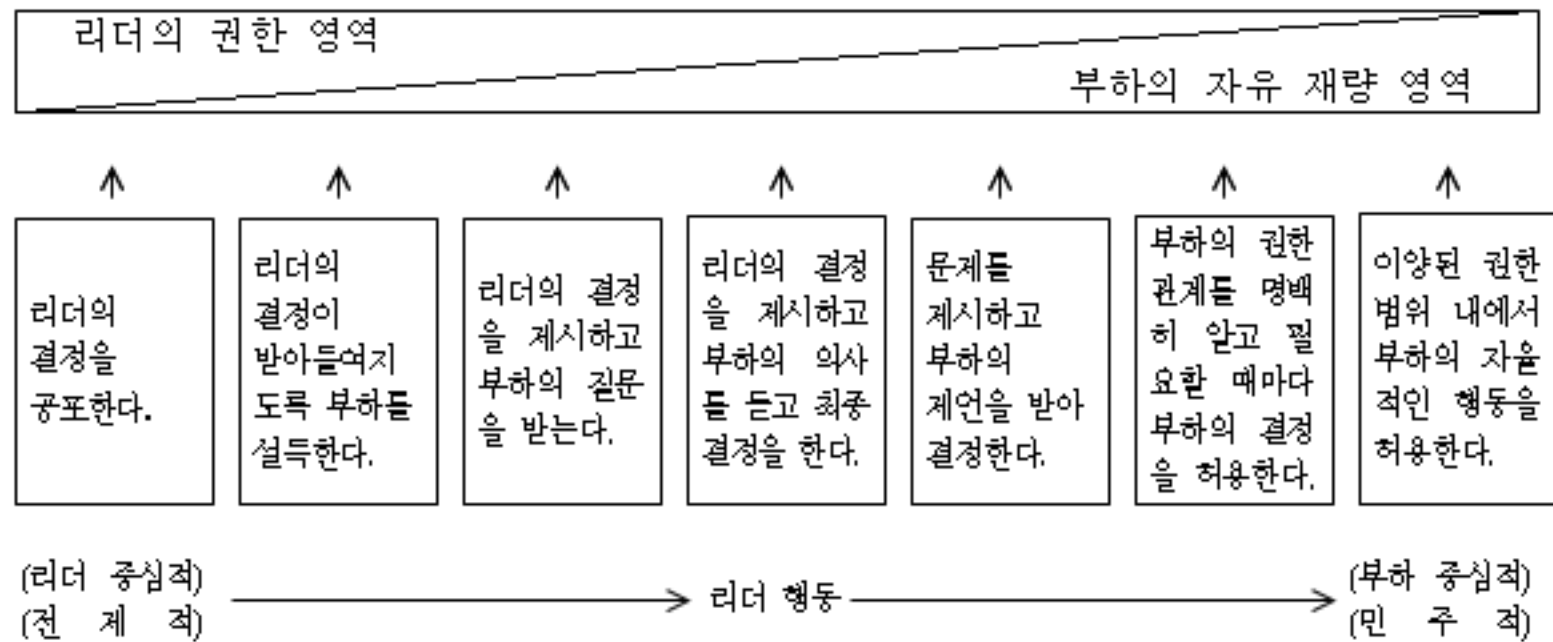 리더의 권한 영역
부하의 자유 재량 영역
리더의
결정을
공포한다.
리더의
결정이
받아들여지
도록 부하를
설득한다.
리더의 결정
을 제시하고
부하의 질문
을 받는다.
리더의 결정
을 제시하고
부하의 의사
를 듣고 최종
결정을 한다.
문제를
제시하고
부하의
제언을 받아
결정한다.
부하의 권한
관계를 명백
히 알고 필
요할 때마다
부하의 결정
을 허용한다.
이양된 권한
범위 내에서
부하의 자율
적인 행동을
허용한다.
(리더 중심적)
(전 제 적)
리더 행동
(부하 중심적)
(민 주 적)